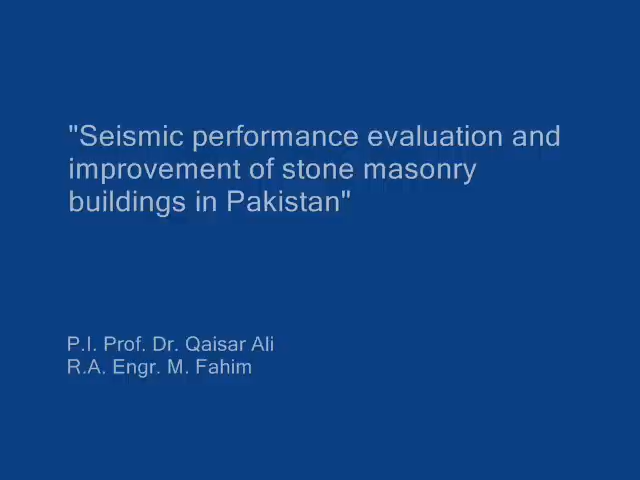 "Seismic performance evaluation and
improvement of stone masonry
buildings in Pakistan"
P.I. Prof. Dr. Qaisar Ali
R.A. Engr. M. Fahim